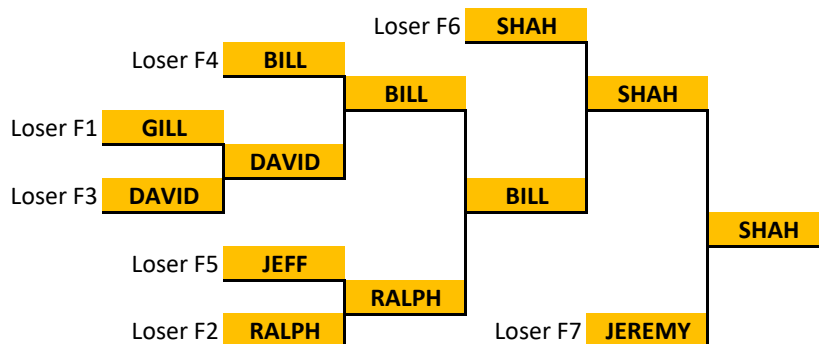 Loser F6 SHAH
Loser F4 BILL
BILL SHAH
Loser F1 GILL
DAVID
Loser F3 DAVID BILL
SHAH
Loser F5 JEFF
RALPH
Loser F2 RALPH Loser F7 JEREMY